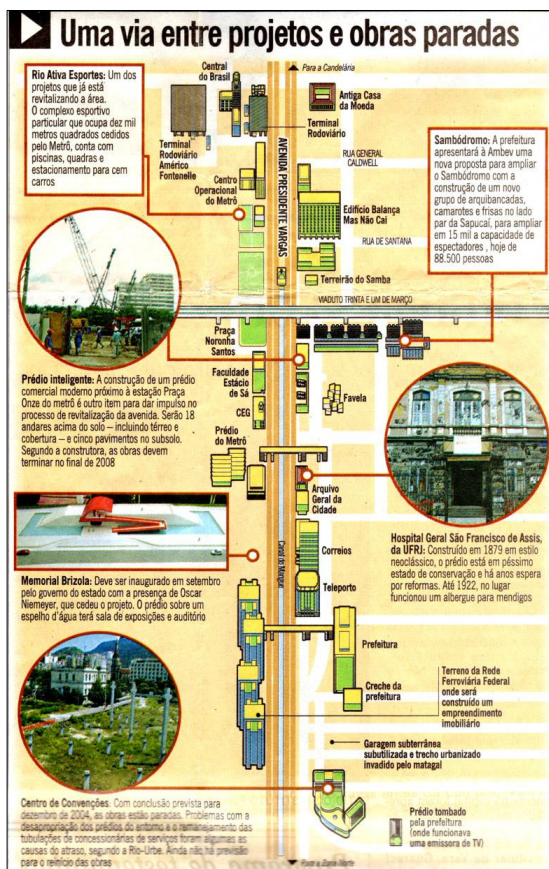 Uma via entre projetos e obras paradas
Rio Ativa Esportes: Um dos
projetos que já está
revitalizando a área.
O complexo esportivo
particular que ocupa dez mil
metros quadrados cedidos
pelo Metrô, conta com
piscinas, quadras e
estacionamento para cem
carros
Central
do Brasil
Para a Candelária
Antiga Casa
da Moeda
Terminal
Rodoviário
Terminal
Rodoviário
Américo
Fontenelle
AVENIDA PRESIDENTE VARGAS
RUA GENERAL
CALDWELL
Centro
Operacional
do Metrô
Edifício Balança
Mas Não Cai
RUA DE SANTANA
Terreirão do Samba
Sambódromo: A prefeitura
apresentará à Ambev uma
nova proposta para ampliar
o Sambódromo com a
construção de um novo
grupo de arquibancadas,
camarotes e frisas no lado
par da Sapucaí, para ampliar
em 15 mil a capacidade de
espectadores , hoje de
88.500 pessoas
VIADUTO TRINTA E UM DE MARÇO
Praça
Noronha
Santos
Faculdade
Estácio
de Sá
Favela
CEG
Prédio
do Metrô
Prédio inteligente: A construção de um prédio
comercial moderno próximo à estação Praça
Onze do metrô é outro item para dar impulso no
processo de revitalização da avenida. Serão 18
andares acima do solo – incluindo térreo e
cobertura – e cinco pavimentos no subsolo.
Segundo a construtora, as obras devem
terminar no final de 2008
Arquivo
Geral da
Cidade
Hospital Geral São Francisco de Assis,
da UFRJ: Construído em 1879 em estilo
neoclássico, o prédio está em péssimo
estado de conservação e há anos espera
por reformas. Até 1922, no lugar
funcionou um albergue para mendigos
Canal do Mangue
Correios
Teleporto
Memorial Brizola: Deve ser inaugurado em setembro
pelo governo do estado com a presença de Oscar
Niemeyer, que cedeu o projeto. O prédio sobre um
espelho d'água terá sala de exposições e auditório
Prefeitura
Creche da
prefeitura
Terreno da Rede
Ferroviária Federal
onde será
construído um
empreendimento
imobiliário
Garagem subterrânea
subutilizada e trecho urbanizado
invadido pelo matagal
Centro de Convenções: Com conclusão prevista para
dezembro de 2004, as obras estão paradas. Problemas com a
desapropriação dos prédios do entorno e o remanejamento das
tubulações de concessionárias de serviços foram algumas as
causas do atraso, segundo a Rio-Urbe. Ainda não há previsão
para o reinício das obras
Prédio tombado
pela prefeitura
(onde funcionava
uma emissora de TV)
Para a Zona Norte